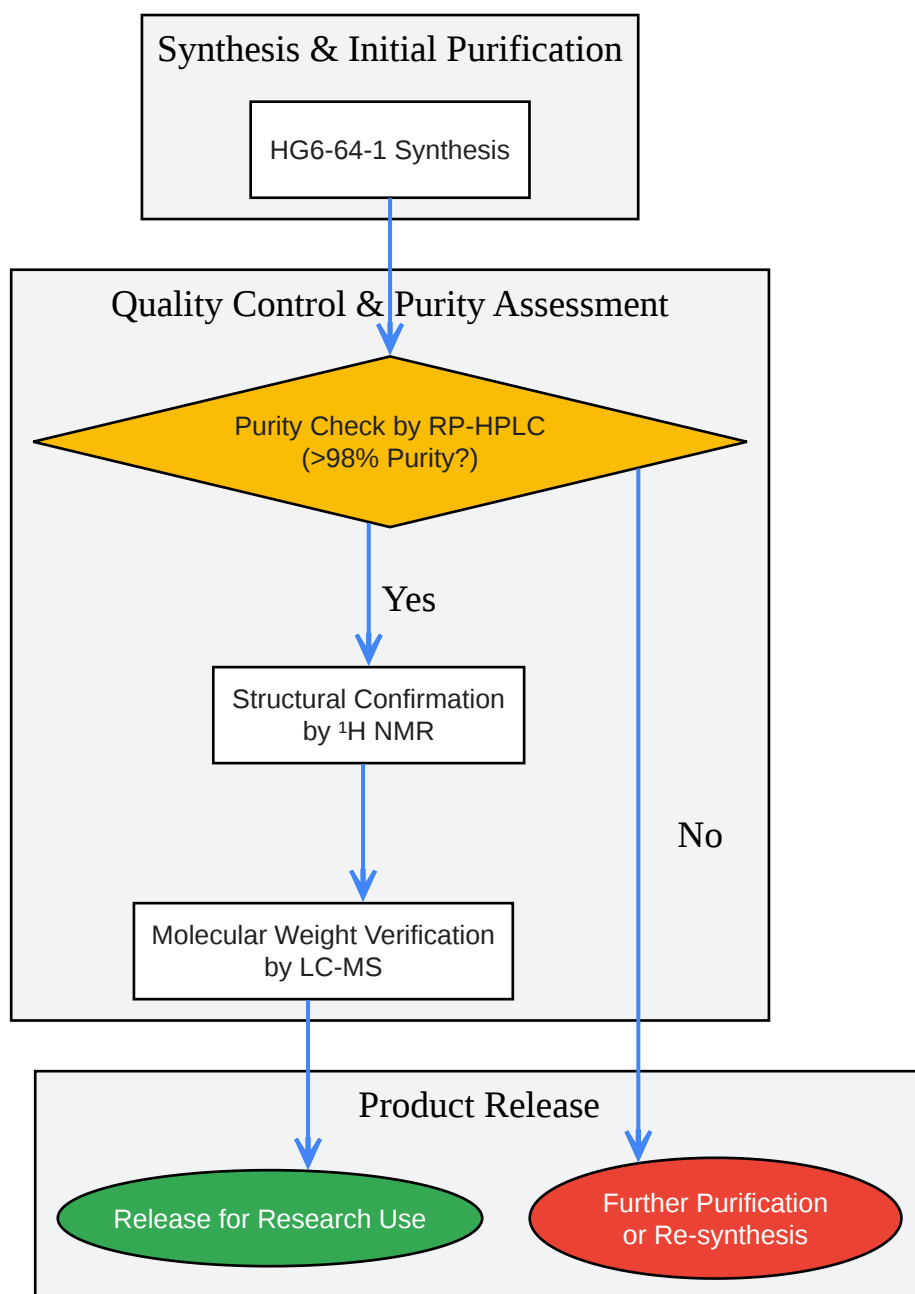 Synthesis & Initial Purification
HG6-64-1 Synthesis
Quality Control & Purity Assessment
Purity Check by RP-HPLC
(>98% Purity?)
Yes
Structural Confirmation
by ¹H NMR
No
Molecular Weight Verification
by LC-MS
Product Release
Release for Research Use
Further Purification
or Re-synthesis